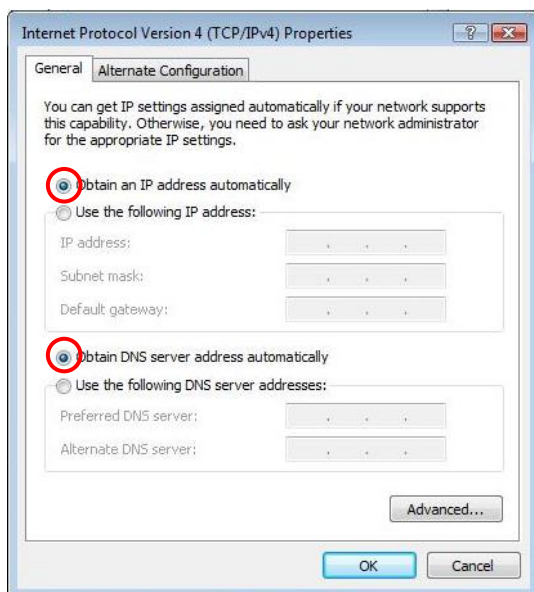 Internet Protocol Version 4 (TCP/IPv4) Properties
General
Alternate Configuration
You can get IP settings assigned automatically if your network supports
this capability. Otherwise, you need to ask your network administrator
for the appropriate IP settings.
Obtain an IP address automatically
Use the following IP address:
IP address:
Subnet mask:
Default gateway:
Obtain DNS server address automatically
Use the following DNS server addresses:
Preferred DNS server:
Alternate DNS server:
Advanced...
OK
Cancel